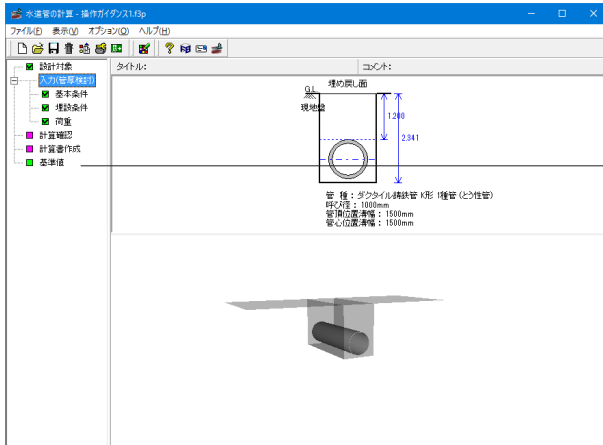 水道管の計算 - 操作ガイダンス1.f3p
ファイル(F) 表示(V) オプション(O) ヘルプ(H)
設計対象
入力(管厚検討)
基本条件
埋設条件
荷重
計算確認
計算書作成
基準値
タイトル: コメント:
埋め戻し面
G.L
現地盤
1.200
2.341
管 種 : ダクタイル鋳鉄管 K形 1種管 (とう性管)
呼び径 : 1000mm
管頂位置溝幅 : 1500mm
管心位置溝幅 : 1500mm